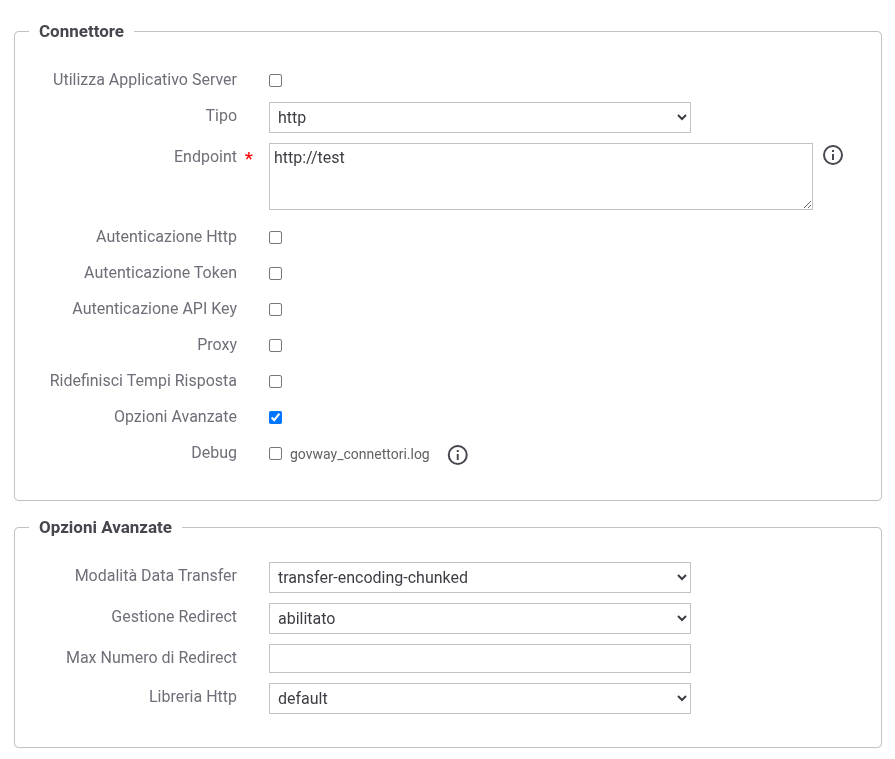 Connettore
Utilizza Applicativo Server
Tipo http
Endpoint * http://test
Autenticazione Http
Autenticazione Token
Autenticazione API Key
Proxy
Ridefinisci Tempi Risposta
Opzioni Avanzate
Debug govway_connettori.log
Opzioni Avanzate
Modalità Data Transfer transfer-encoding-chunked
Gestione Redirect abilitato
Max Numero di Redirect
Libreria Http default